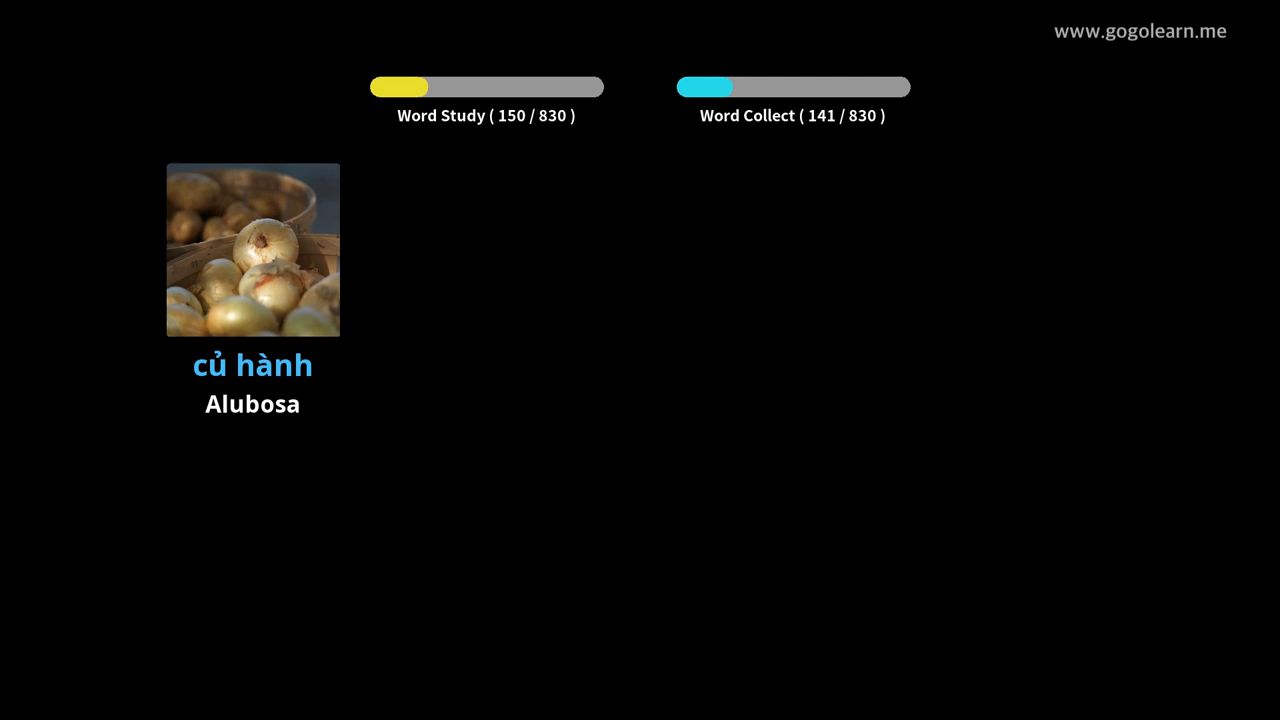 www.gogolearn.me
Word Study ( 150 / 830 )
Word Collect ( 141 / 830 )
củ hành
Alubosa